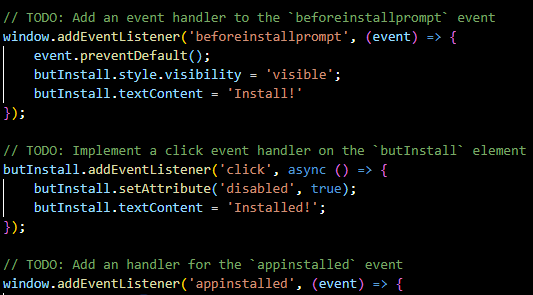 // TODO: Add an event handler to the `beforeinstallprompt` event
window.addEventListener('beforeinstallprompt', (event) => {
    event.preventDefault();
    butInstall.style.visibility = 'visible';
    butInstall.textContent = 'Install!'
});

// TODO: Implement a click event handler on the `butInstall` element
butInstall.addEventListener('click', async () => {
    butInstall.setAttribute('disabled', true);
    butInstall.textContent = 'Installed!';
});

// TODO: Add an handler for the `appinstalled` event
window.addEventListener('appinstalled', (event) => {